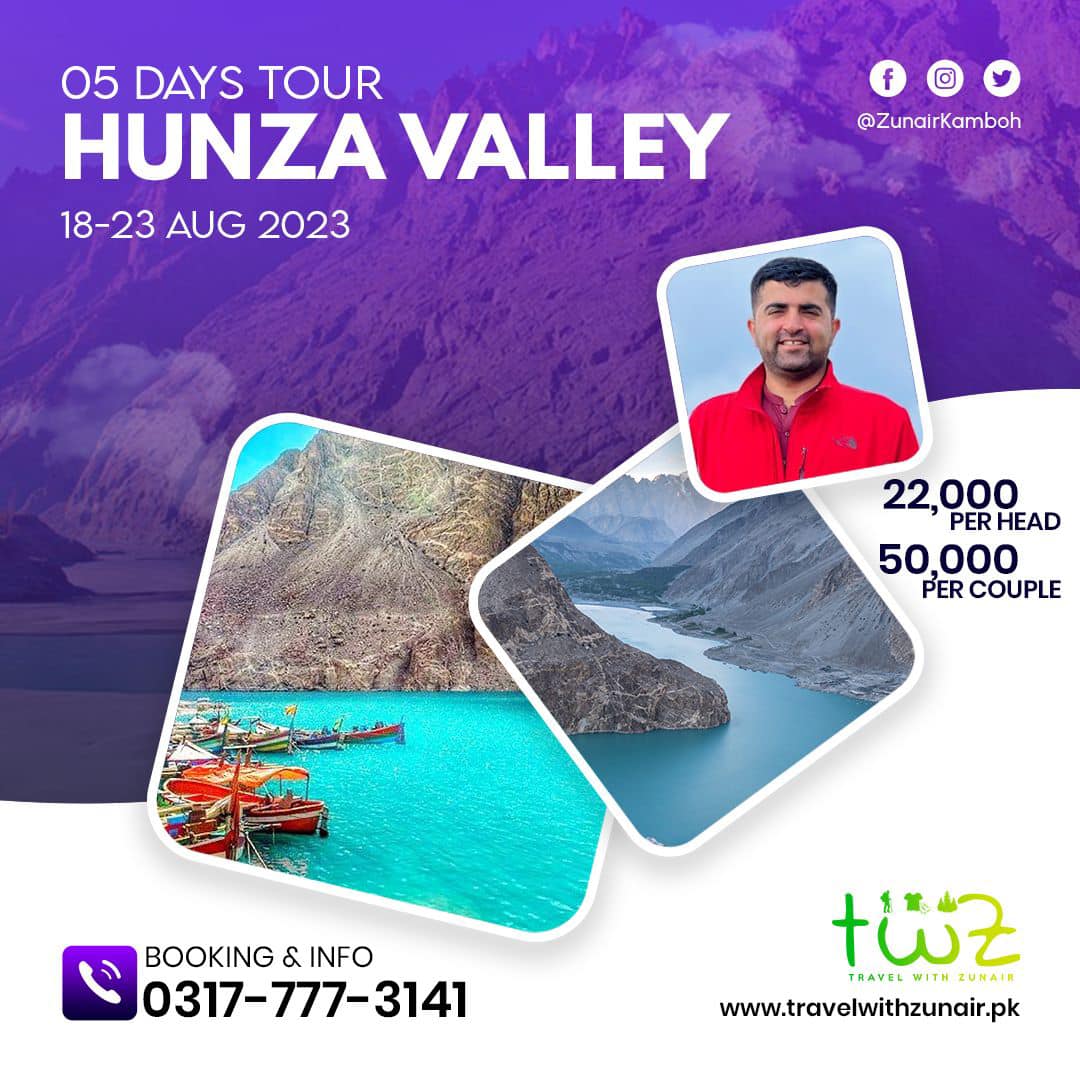 05 DAYS TOUR
HUNZA VALLEY
18-23 AUG 2023
@ZunairKamboh
22,000
PER HEAD
50,000
PER COUPLE
BOOKING & INFO
0317-777-3141
twz
TRAVEL WITH ZUNAIR
www.travelwithzunair.pk